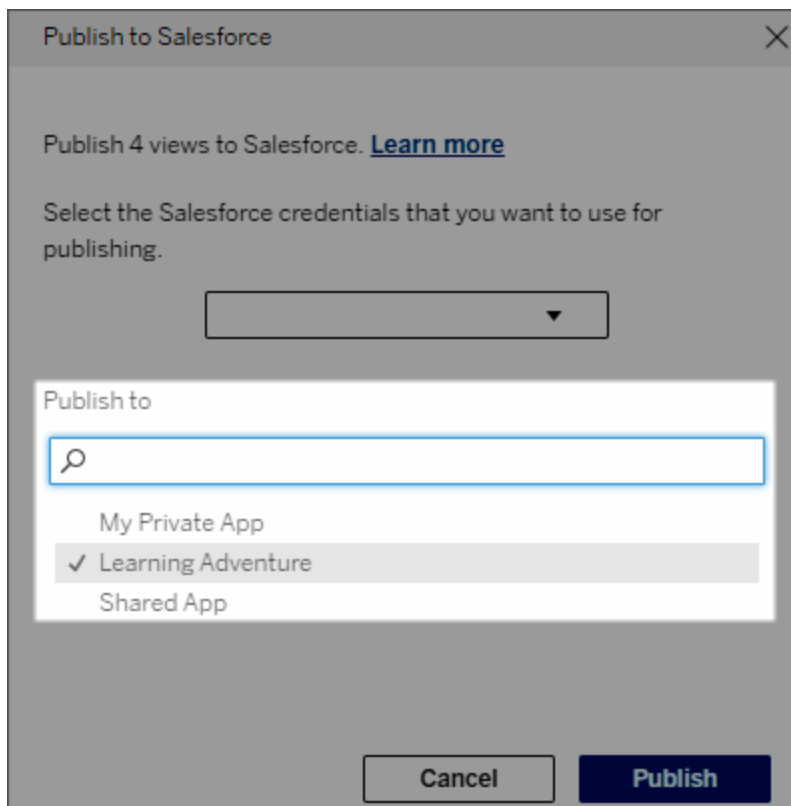 Publish to Salesforce
Publish 4 views to Salesforce. Learn more
Select the Salesforce credentials that you want to use for
publishing.
Publish to
My Private App
Learning Adventure
Shared App
Cancel
Publish